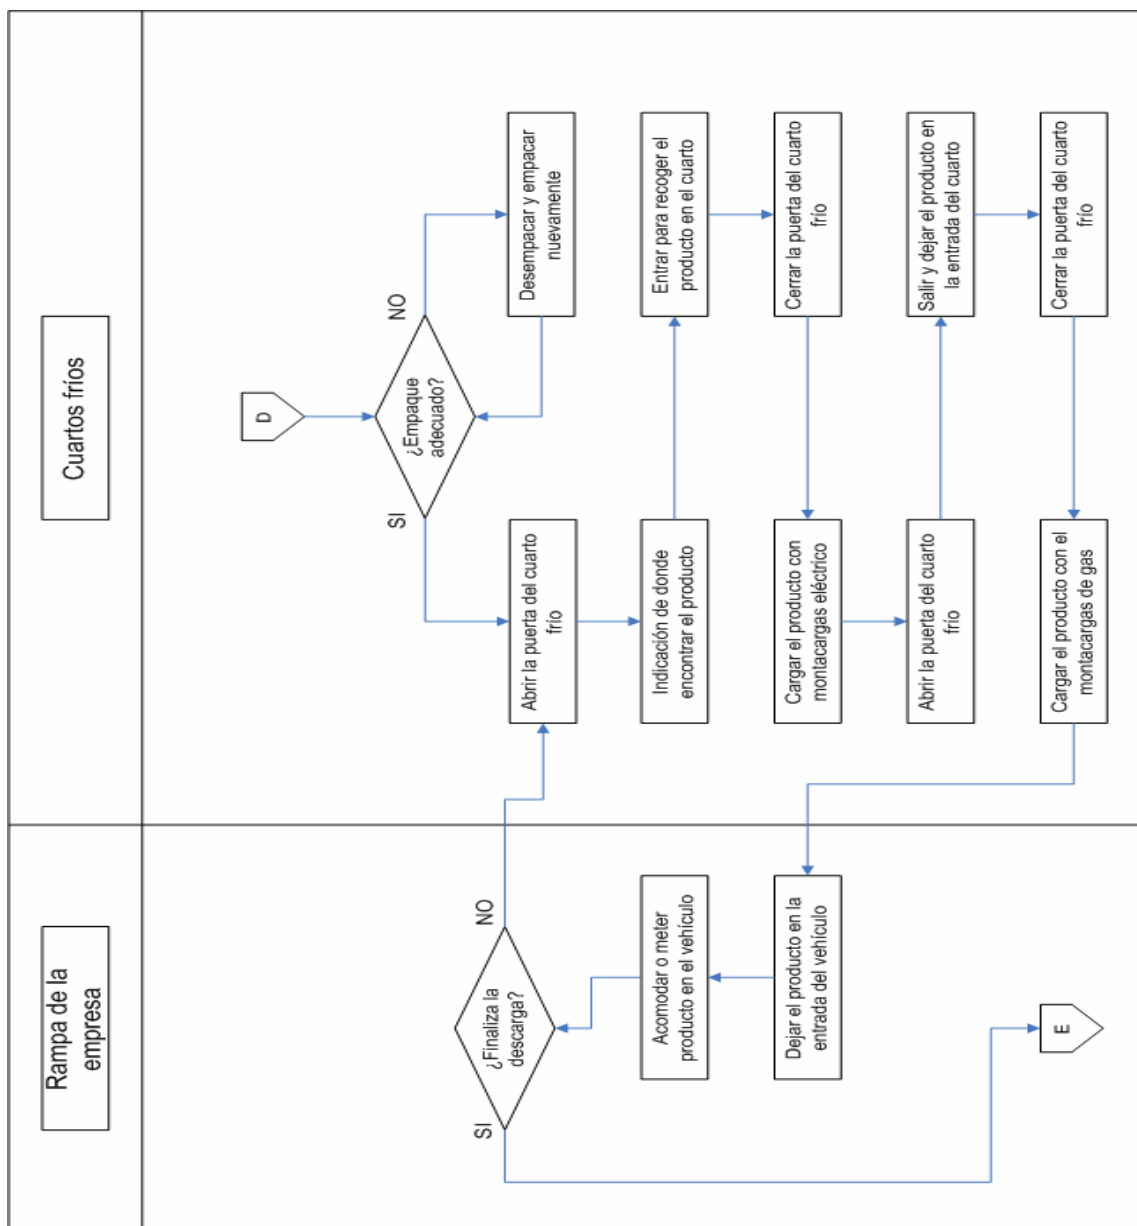 Rampa de la
empresa
Cuartos fríos
D
¿Empaque
adecuado?
SI
NO
Desempacar y empacar
nuevamente
Abrir la puerta del cuarto
frío
Indicación de donde
encontrar el producto
Entrar para recoger el
producto en el cuarto
Cerrar la puerta del cuarto
frío
Cargar el producto con
montacargas eléctrico
Abrir la puerta del cuarto
frío
Salir y dejar el producto en
la entrada del cuarto
Cerrar la puerta del cuarto
frío
Cargar el producto con el
montacargas de gas
Dejar el producto en la
entrada del vehículo
Acomodar o meter
producto en el vehículo
¿Finaliza la
descarga?
SI
NO
E